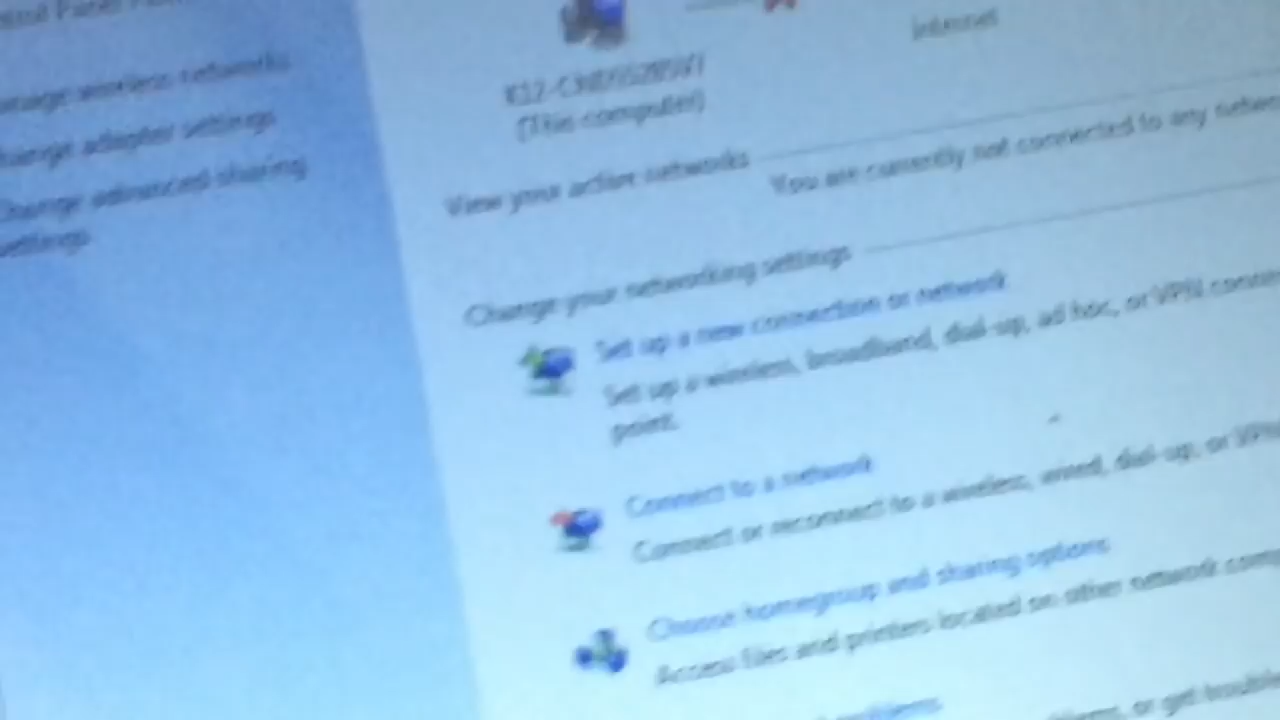 Manage wireless networks
Change adapter settings
Change advanced sharing
settings
(This computer)
Internet
View your active networks
You are currently not connected to any
Change your networking settings
Set up a new connection or network
Set up a wireless, broadband, dial-up, ad hoc, or VPN
point.
Connect to a network
Connect or reconnect to a wireless, wired, dial-up, or VPN
Choose homegroup and sharing options
Access files and printers located on other network
problems
or get